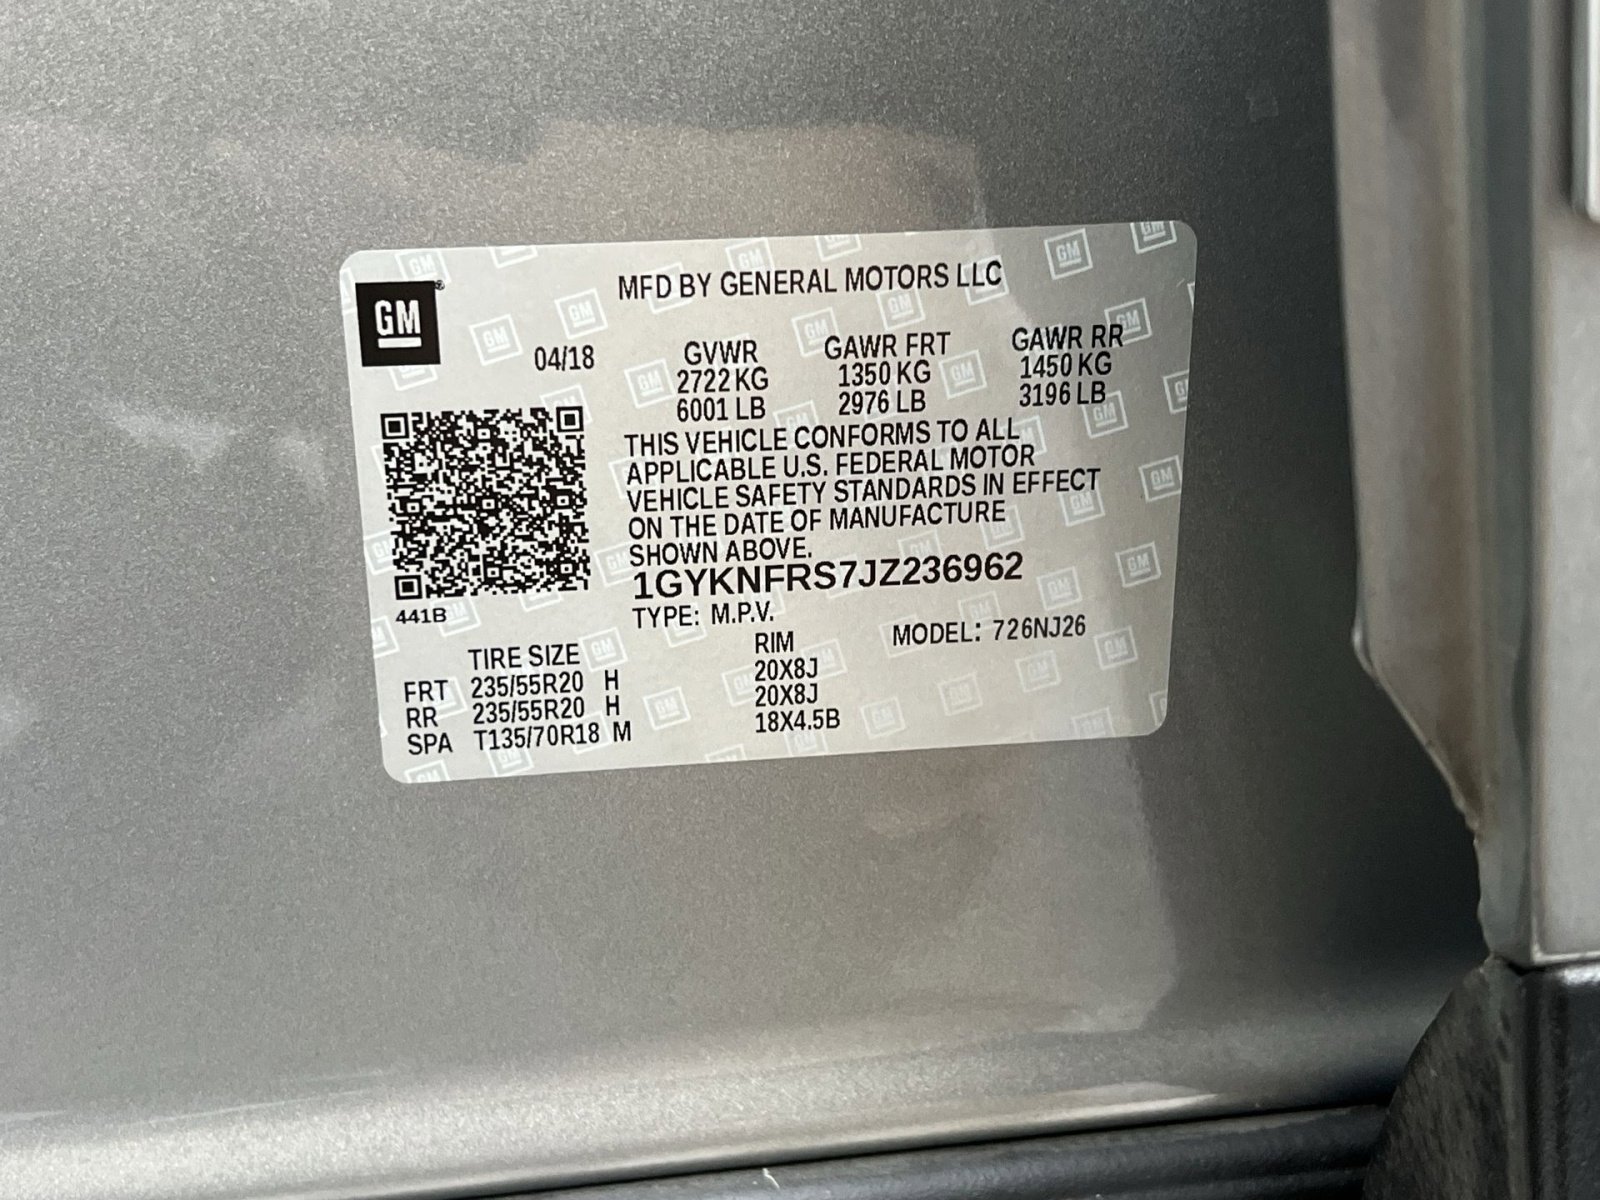 MFD BY GENERAL MOTORS LLC
GM
04/18
GVWR GAWR FRT GAWR RR
2722 KG 1350 KG 1450 KG
6001 LB 2976 LB 3196 LB
THIS VEHICLE CONFORMS TO ALL
APPLICABLE U.S. FEDERAL MOTOR
VEHICLE SAFETY STANDARDS IN EFFECT
ON THE DATE OF MANUFACTURE
SHOWN ABOVE.
1GYKNFRS7JZ236962
441B
TYPE: M.P.V. MODEL: 726NJ26
TIRE SIZE RIM
FRT 235/55R20 H 20X8J
RR 235/55R20 H 20X8J
SPA T135/70R18 M 18X4.5B